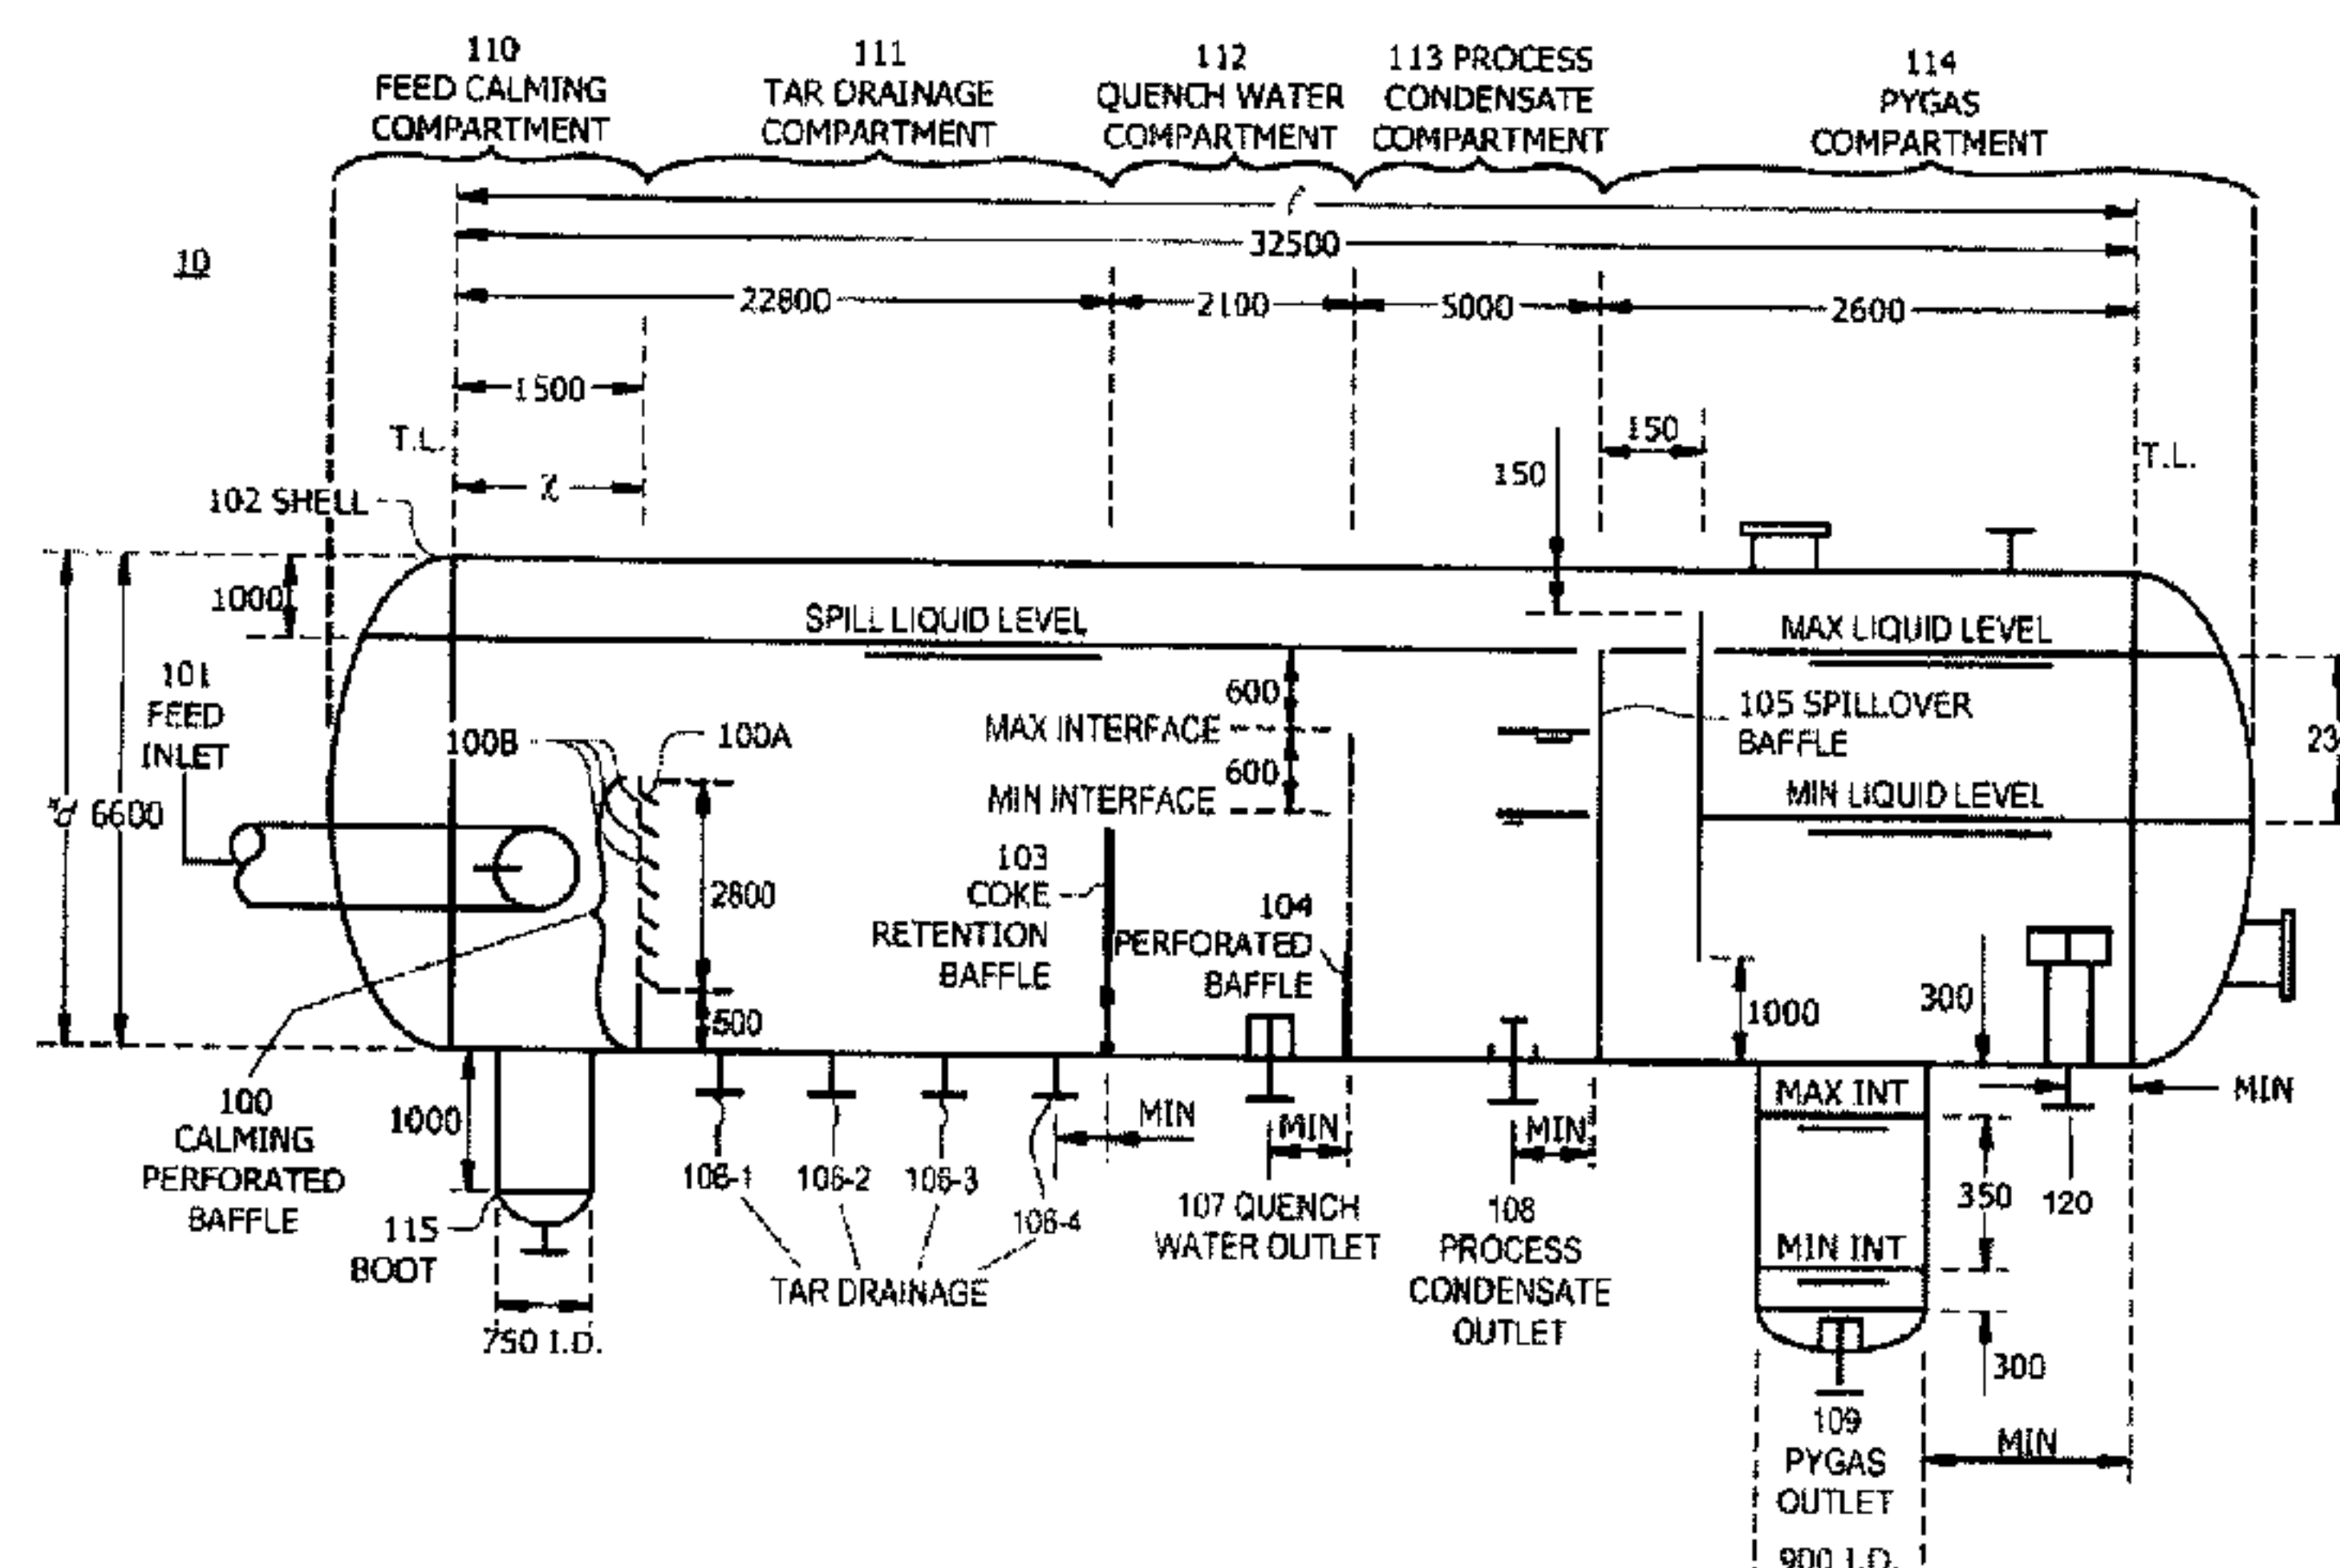 110
FEED CALMING
COMPARTMENT
111
TAR DRAINAGE
COMPARTMENT
112
QUENCH WATER
COMPARTMENT
113 PROCESS
CONDENSATE
COMPARTMENT
114
PYGAS
COMPARTMENT
10
32500
22800
2100
5000
2600
1500
T.L.
150
150
T.L.
102 SHELL
1000
SPILL LIQUID LEVEL
MAX LIQUID LEVEL
101
FEED
INLET
600
MAX INTERFACE
105 SPILLOVER
BAFFLE
100B
100A
600
MIN INTERFACE
MIN LIQUID LEVEL
6600
2800
103
COKE
RETENTION
BAFFLE
104
PERFORATED
BAFFLE
500
1000
300
100
CALMING
PERFORATED
BAFFLE
1000
MIN
MIN
MIN
MAX INT
MIN
106-1
106-2
106-3
106-4
107 QUENCH
WATER OUTLET
108
PROCESS
CONDENSATE
OUTLET
350
120
115
BOOT
TAR DRAINAGE
MIN INT
750 I.D.
300
109
PYGAS
OUTLET
MIN
900 I.D.